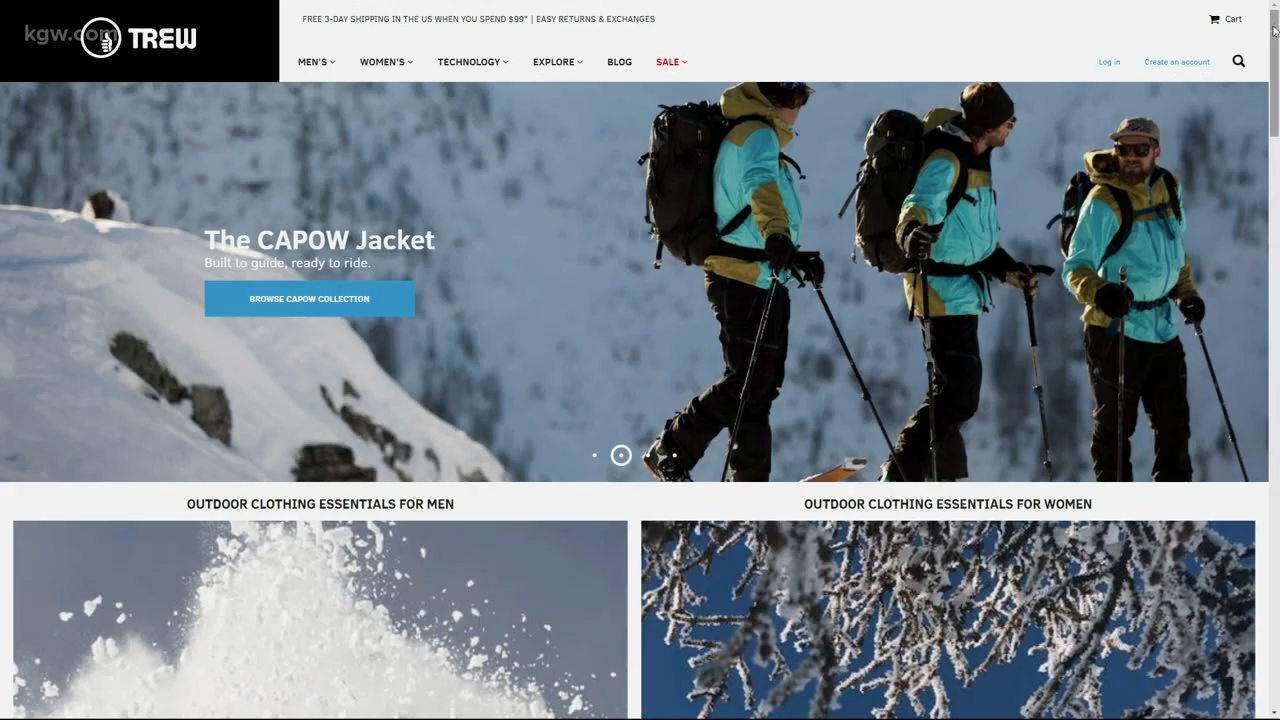 FREE 3-DAY SHIPPING IN THE US WHEN YOU SPEND $99* | EASY RETURNS & EXCHANGES
Cart
kgw.com
TREW
MEN'S
WOMEN'S
TECHNOLOGY
EXPLORE
BLOG
SALE
Log in
Create an account
The CAPOW Jacket
Built to guide, ready to ride.
BROWSE CAPOW COLLECTION
OUTDOOR CLOTHING ESSENTIALS FOR MEN
OUTDOOR CLOTHING ESSENTIALS FOR WOMEN